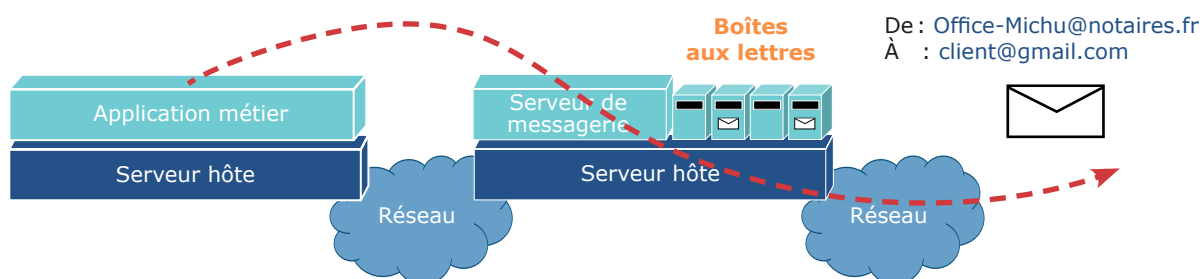 Boîtes
aux lettres
De : Office-Michu@notaires.fr
À : client@gmail.com
Application métier
Serveur de
messagerie
Serveur hôte
Serveur hôte
Réseau
Réseau